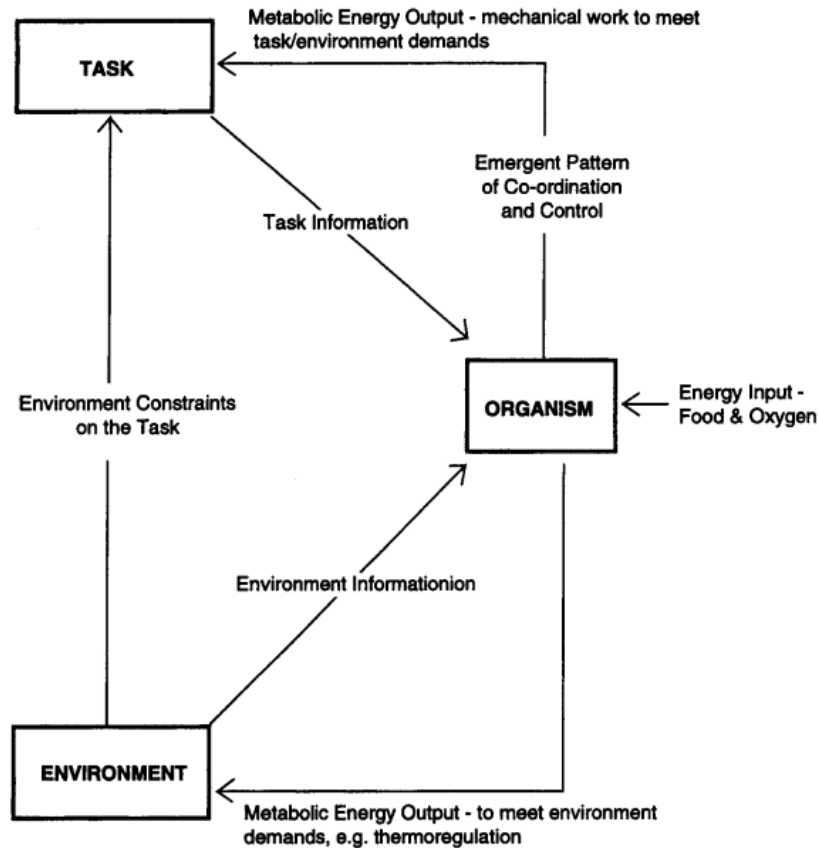 Metabolic Energy Output - mechanical work to meet
task/environment demands
TASK
Emergent Pattern
of Co-ordination
and Control
Task Information
ORGANISM
Energy Input -
Food & Oxygen
Environment Constraints
on the Task
Environment Informationion
ENVIRONMENT
Metabolic Energy Output - to meet environment
demands, e.g. thermoregulation